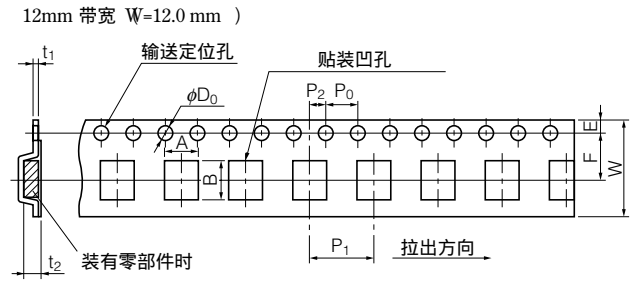 12mm 带宽 W=12.0 mm )
t1
输送定位孔
贴装凹孔
ϕD0
P2 P0
A
B
E
F
W
P1
拉出方向
t2
装有零部件时